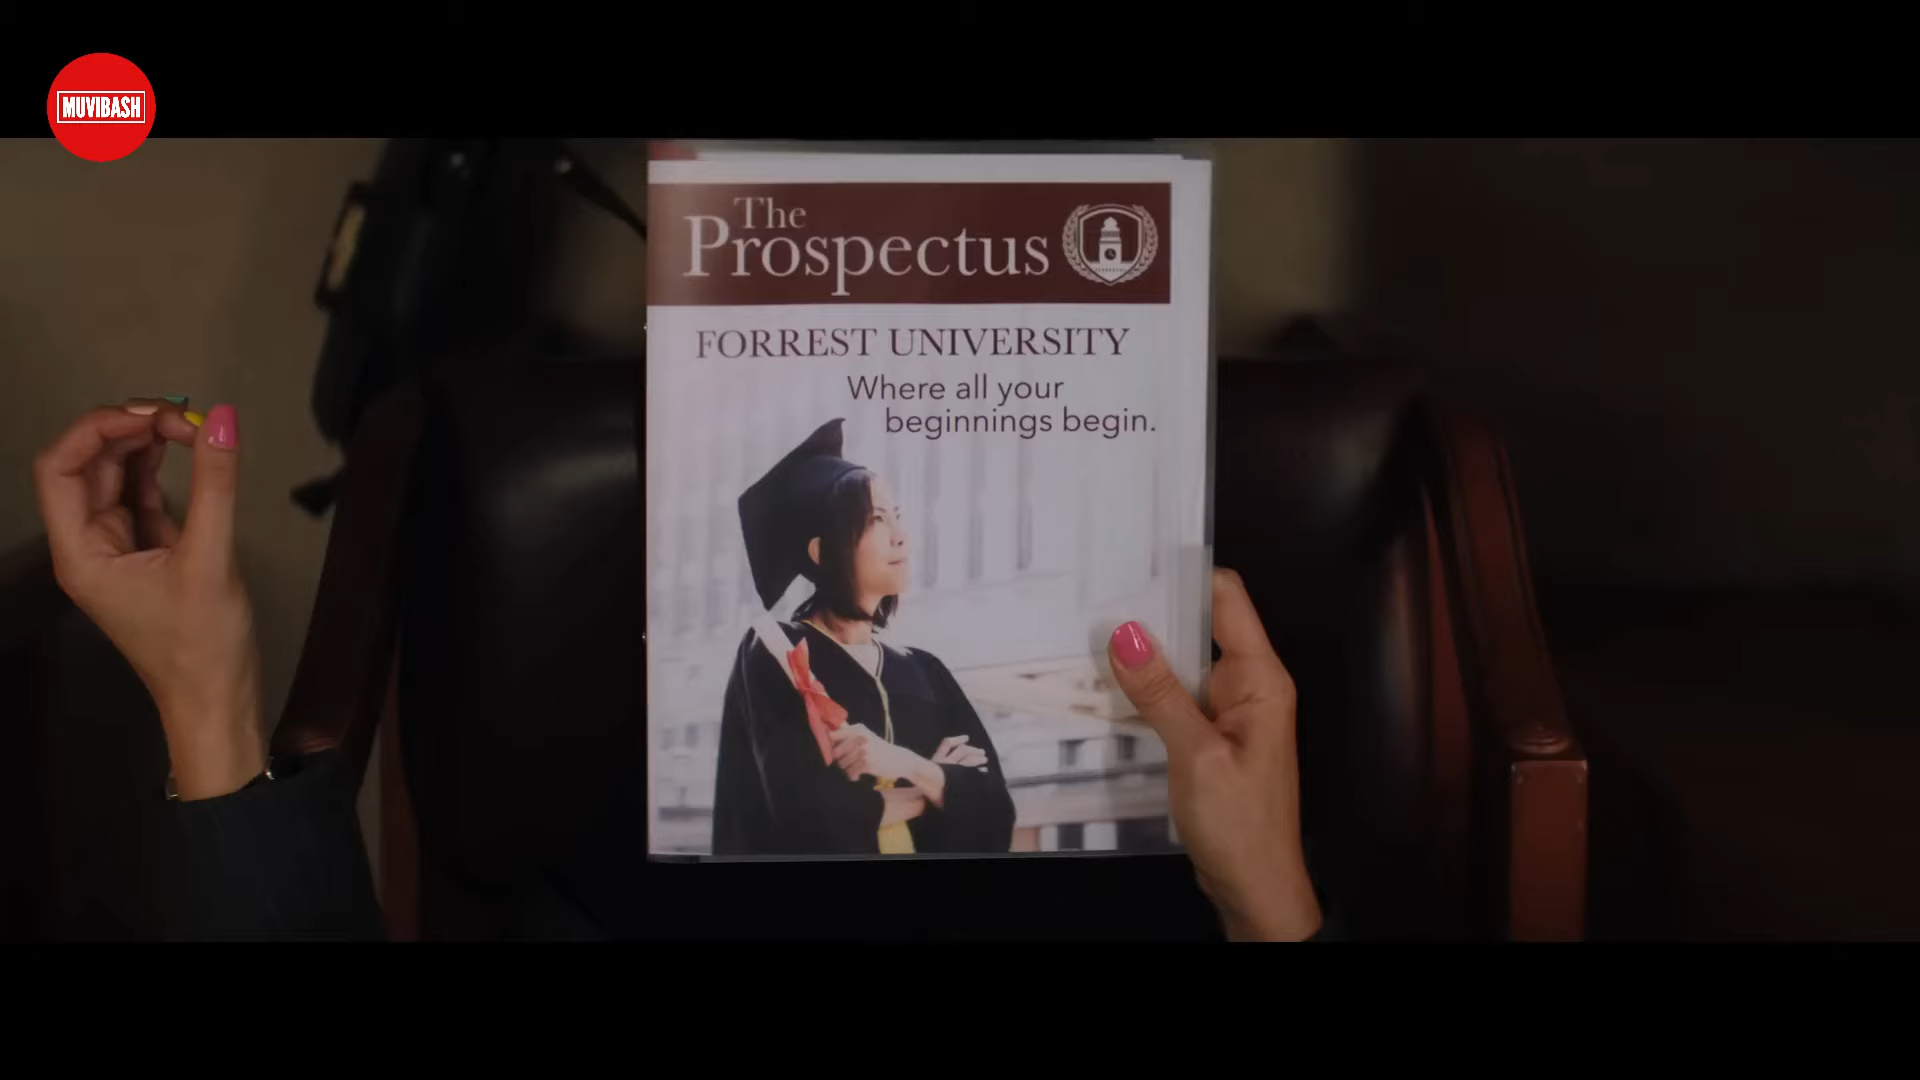 MUVIBASH
The
Prospectus
FORREST UNIVERSITY
Where all your
beginnings begin.